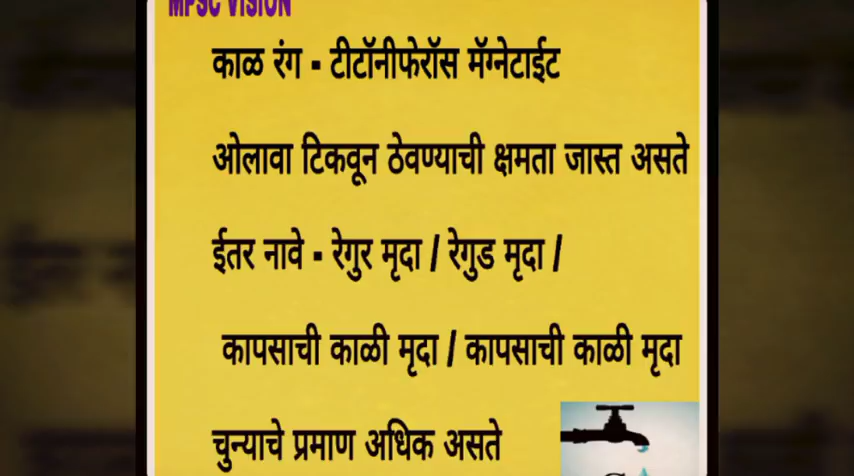 MPSC VISION
काळ रंग - टीटॉनीफेरॉस मॅग्नेटाईट
ओलावा टिकवून ठेवण्याची क्षमता जास्त असते
ईतर नावे - रेगुर मृदा / रेगुड मृदा /
कापसाची काळी मृदा / कापसाची काळी मृदा
चुन्याचे प्रमाण अधिक असते